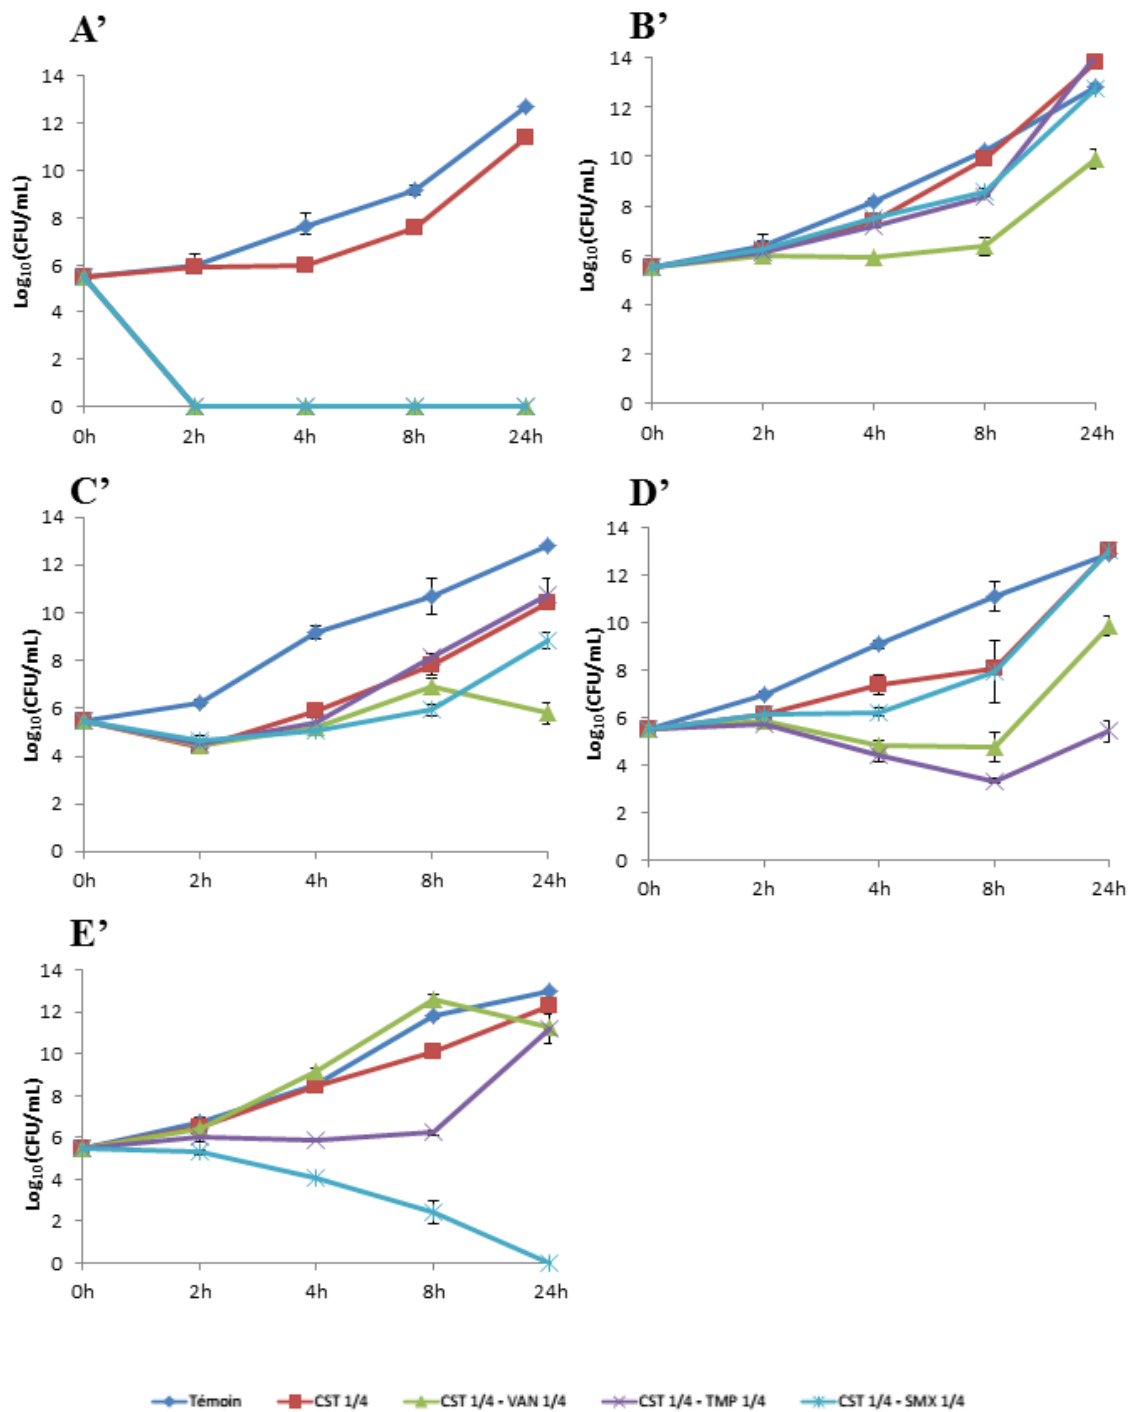 A’
B’
14
12
10
8
6
4
2
0
Log10(CFU/mL)
0h 2h 4h 8h 24h
14
12
10
8
6
4
2
0
Log10(CFU/mL)
0h 2h 4h 8h 24h
C’
D’
14
12
10
8
6
4
2
0
Log10(CFU/mL)
0h 2h 4h 8h 24h
14
12
10
8
6
4
2
0
Log10(CFU/mL)
0h 2h 4h 8h 24h
E’
14
12
10
8
6
4
2
0
Log10(CFU/mL)
0h 2h 4h 8h 24h
Témoin CST 1/4 CST 1/4 - VAN 1/4 CST 1/4 - TMP 1/4 CST 1/4 - SMX 1/4